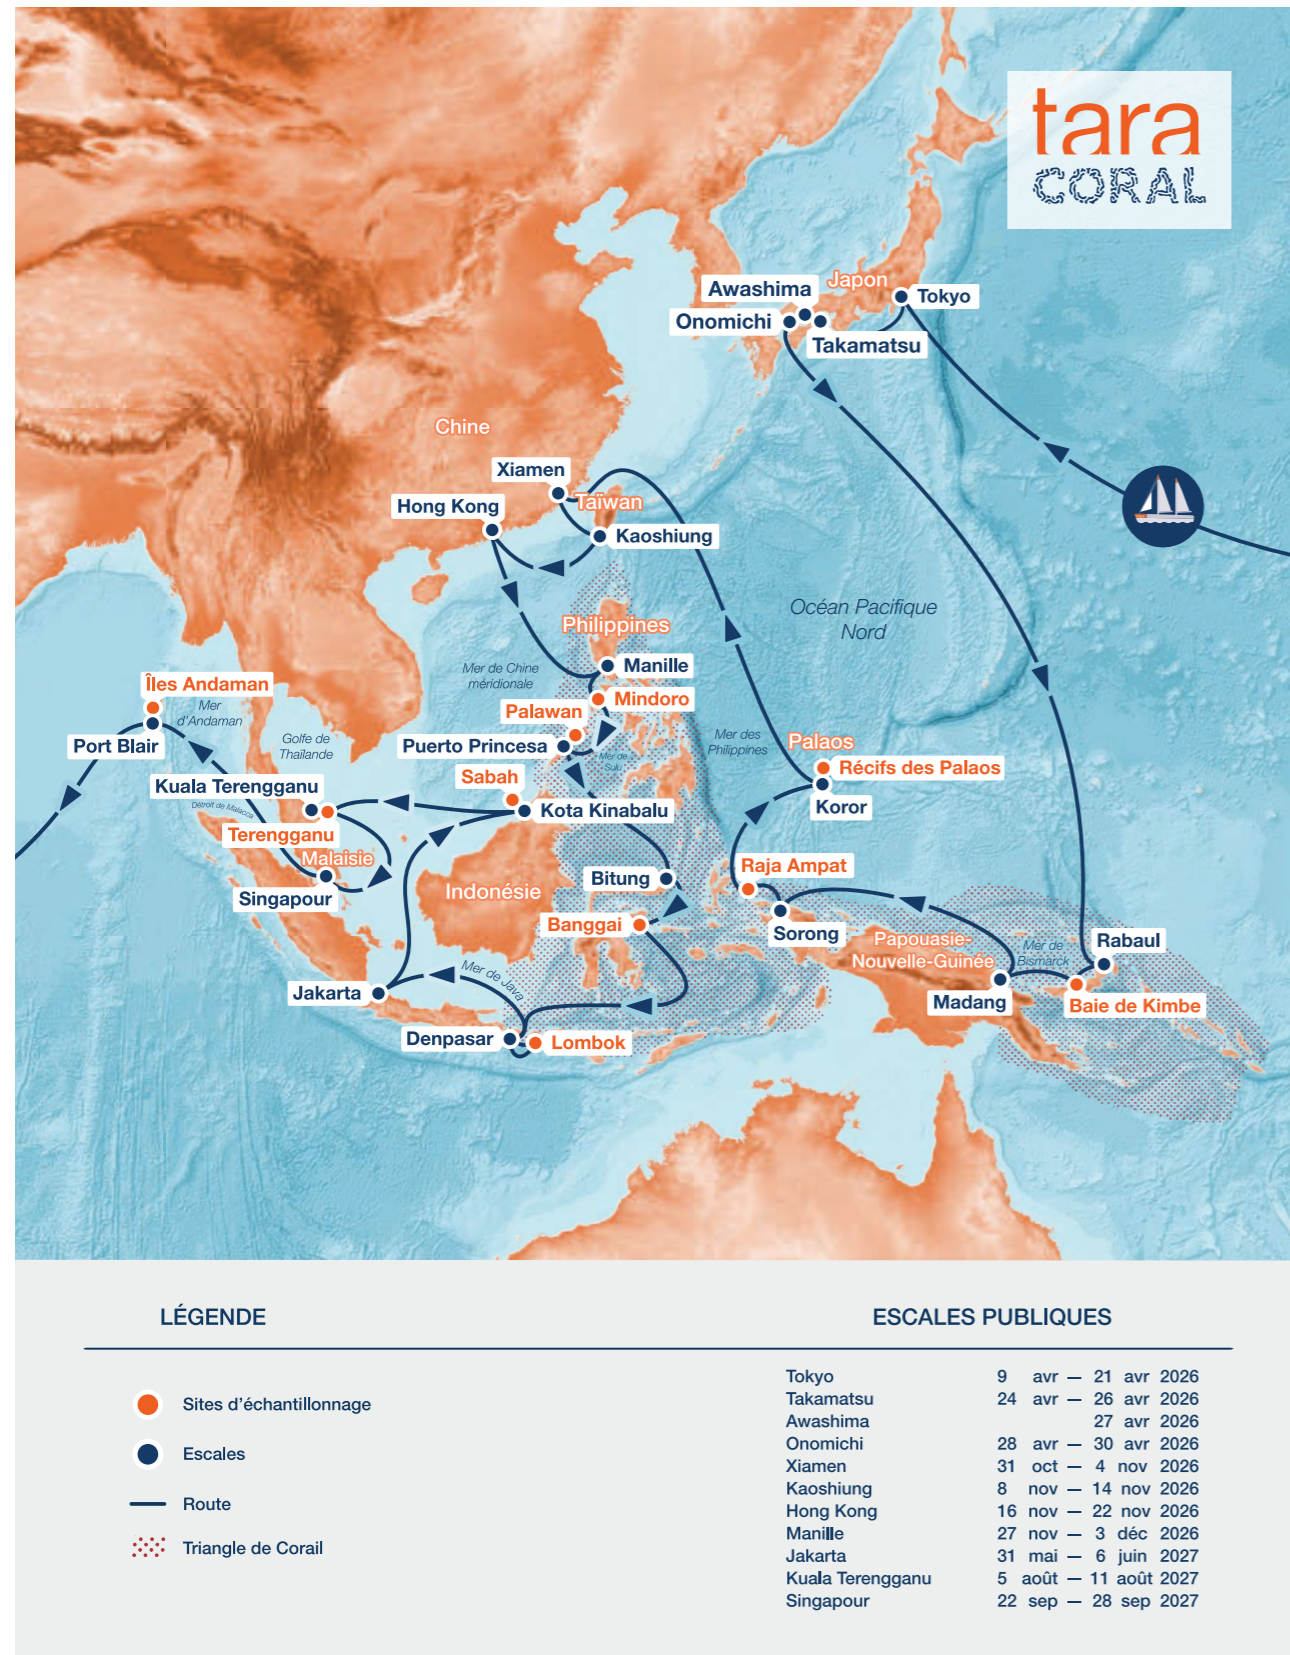 tara
CORAL
Japon
Awashima
Tokyo
Onomichi
Takamatsu
Chine
Xiamen
Taïwan
Hong Kong
Kaoshiung
Océan Pacifique
Nord
Philippines
Mer de Chine
méridionale
Manille
Îles Andaman
Mindoro
Palawan
Mer
d'Andaman
Port Blair
Golfe de
Thaïlande
Puerto Princesa
Mer de
Sulu
Mer des
Philippines
Palaos
Récifs des Palaos
Sabah
Kuala Terengganu
Détroit de Malacca
Kota Kinabalu
Koror
Terengganu
Malaisie
Raja Ampat
Singapour
Indonésie
Bitung
Banggai
Sorong
Papouasie-
Nouvelle-Guinée
Mer de
Bismarck
Rabaul
Mer de Java
Jakarta
Madang
Baie de Kimbe
Denpasar
Lombok
LÉGENDE
Sites d'échantillonnage
Escales
Route
Triangle de Corail
ESCALES PUBLIQUES
Tokyo 9 avr — 21 avr 2026
Takamatsu 24 avr — 26 avr 2026
Awashima 27 avr 2026
Onomichi 28 avr — 30 avr 2026
Xiamen 31 oct — 4 nov 2026
Kaoshiung 8 nov — 14 nov 2026
Hong Kong 16 nov — 22 nov 2026
Manille 27 nov — 3 déc 2026
Jakarta 31 mai — 6 juin 2027
Kuala Terengganu 5 août — 11 août 2027
Singapour 22 sep — 28 sep 2027